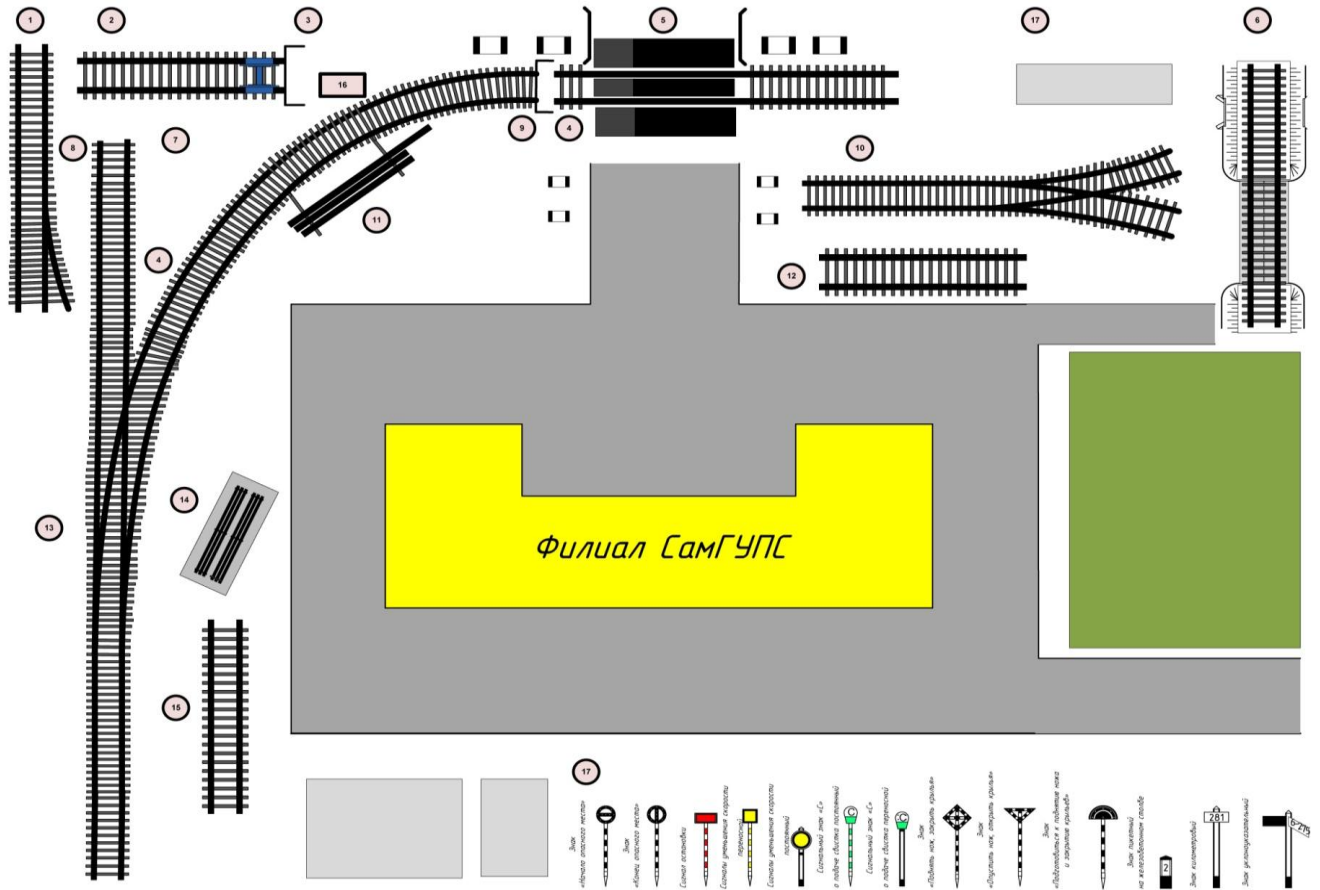 1
2
3
5
17
6
16
8
7
9
4
10
11
4
12
14
13
15
Филиал СамГУПС
17
Знак
«Начало опасного места»
Знак
«Конец опасного места»
Сигнал остановки
Сигналы уменьшения скорости
переносной
Сигналы уменьшения скорости
постоянный
Сигнальный знак «С»
о подаче свистка постоянный
Сигнальный знак «С»
о подаче свистка переносной
Знак
«Поднять нож, закрыть крылья»
Знак
«Опустить нож, открыть крылья»
Знак
«Подготовиться к поднятию ножа
и закрытию крыльев»
Знак пикетный
на железобетонном столбе
Знак километровый
Знак уклоноуказательный
С
С
2
281